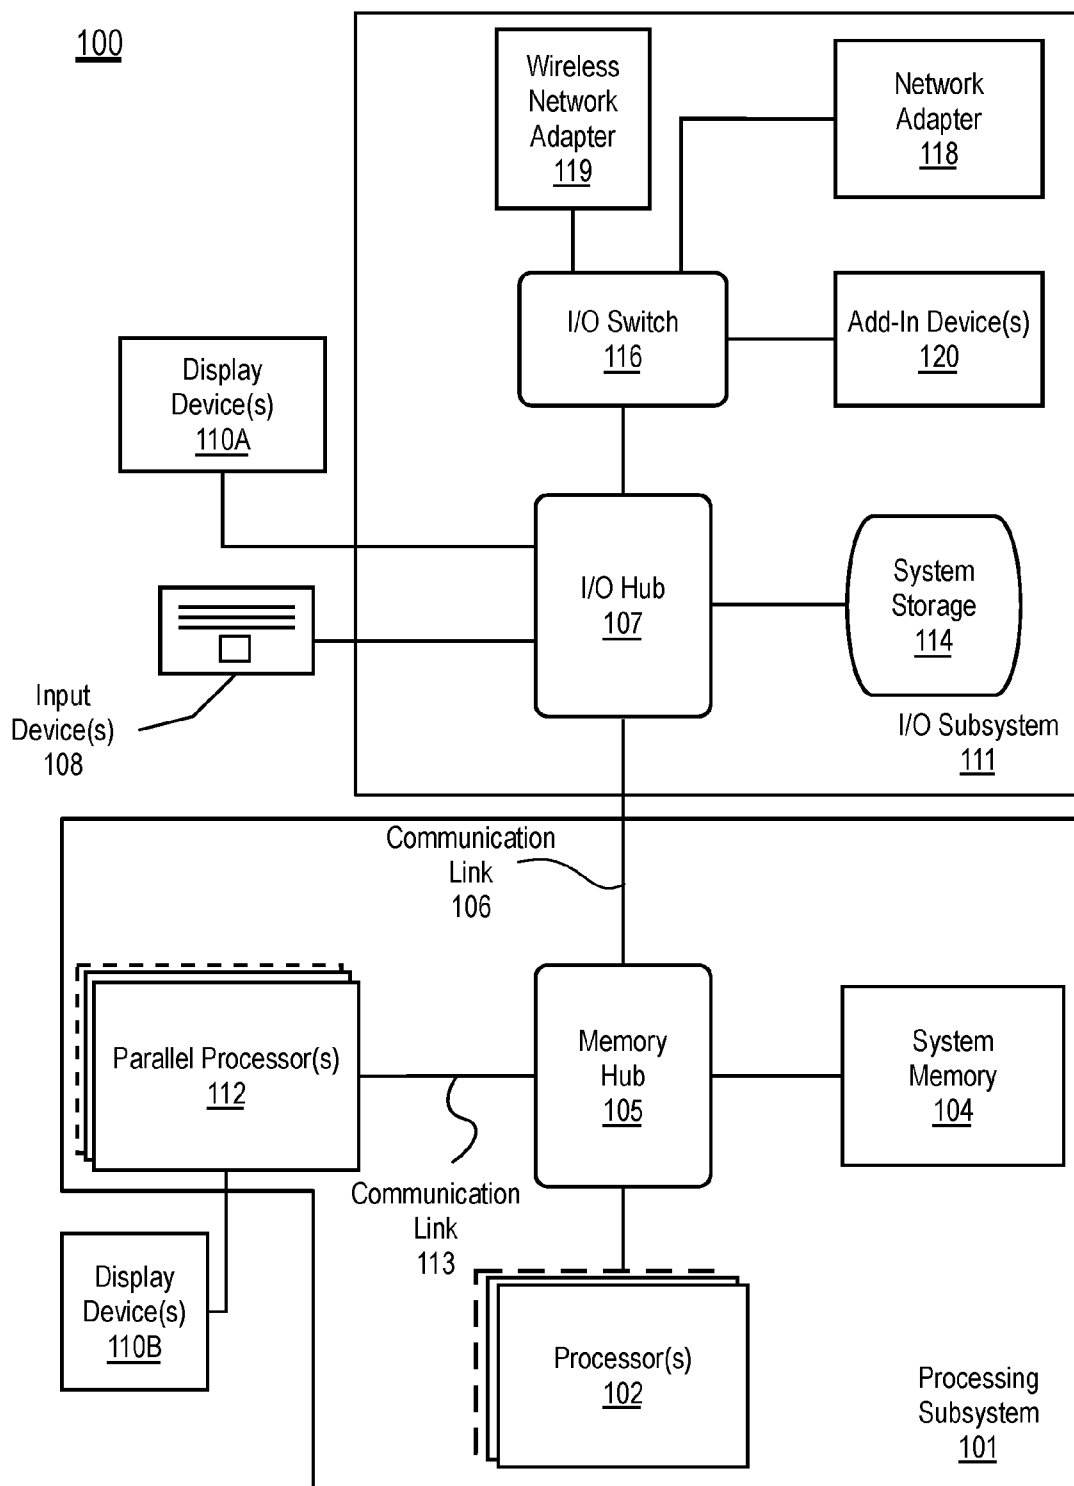 100
Wireless
Network
Adapter
119
Network
Adapter
118
I/O Switch
116
Add-In Device(s)
120
Display
Device(s)
110A
I/O Hub
107
System
Storage
114
Input
Device(s)
108
I/O Subsystem
111
Communication
Link
106
Parallel Processor(s)
112
Memory
Hub
105
System
Memory
104
Communication
Link
113
Display
Device(s)
110B
Processor(s)
102
Processing
Subsystem
101